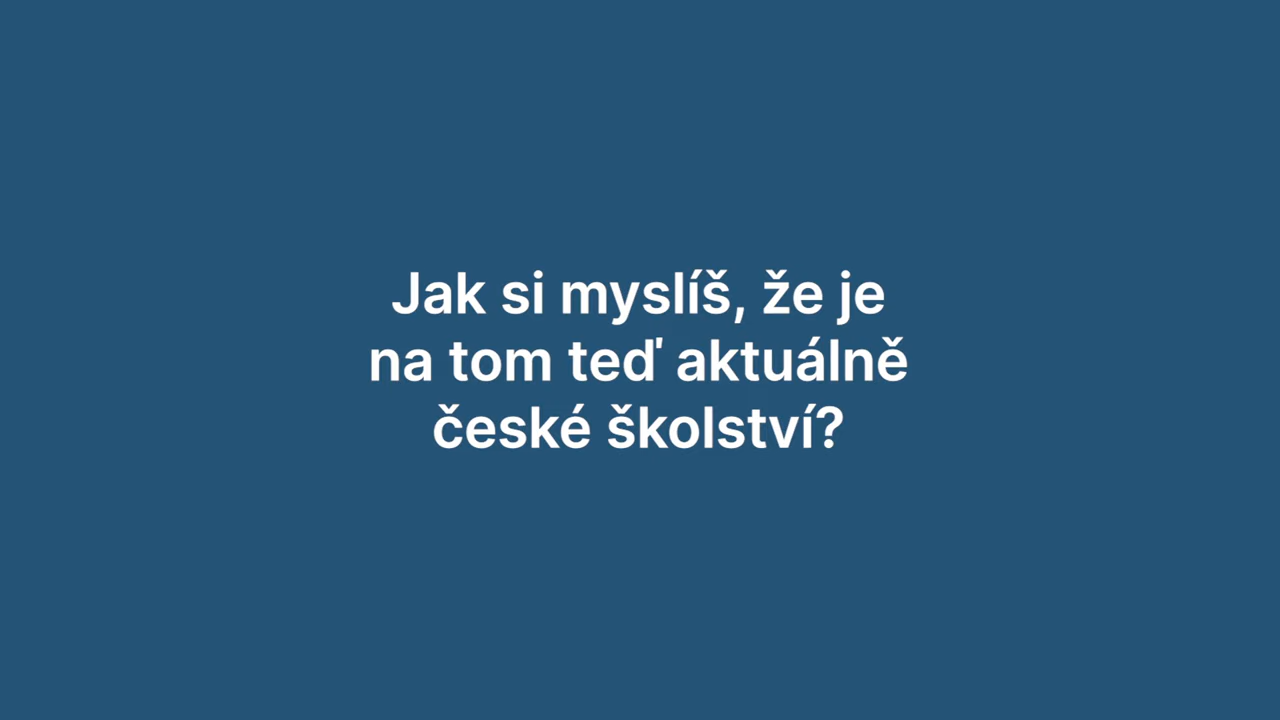 Jak si myslíš, že je
na tom teď aktuálně
české školství?